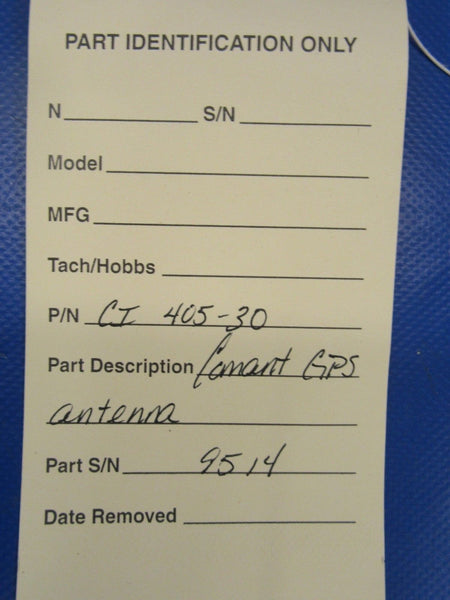 PART IDENTIFICATION ONLY
N S/N
Model
MFG
Tach/Hobbs
P/N CI 405-30
Part Description Comant GPS
antenna
Part S/N 9514
Date Removed